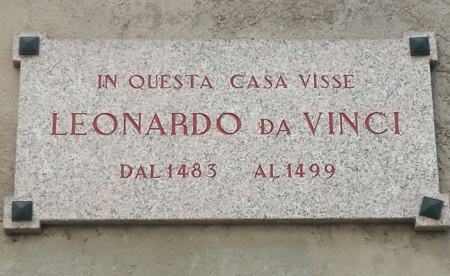 IN QUESTA CASA VISSE
LEONARDO DA VINCI
DAL 1483 AL 1499